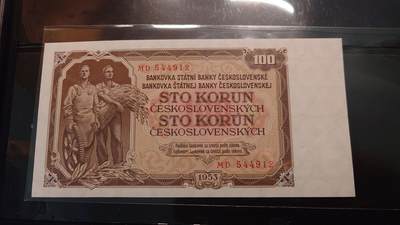 100
MD 544912
BANKOVKA STÁTNÍ BANKY ČESKOSLOVENSKÉ
BANKOVKA ŠTÁTNEJ BANKY ČESKOSLOVENSKEJ
STO KORUN
ČESKOSLOVENSKÝCH
STO KORÚN
ČESKOSLOVENSKÝCH
MD 544912
1953